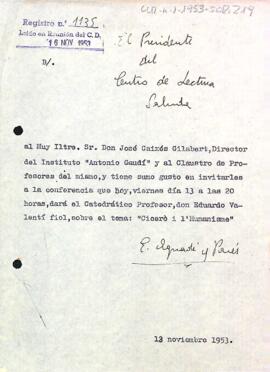 CLR-A-1-1953-SCR.219
Registro n.º 1135
Leído en Reunión del C.D.
16 NOV 1953
D/.
El Presidente
del
Centro de Lectura
Saluda
al Muy Iltre. Sr. Don José Caixés Gilabert, Director
del Instituto "Antonio Gaudí" y al Claustro de Pro-
fesores del mismo, y tiene sumo gusto en invitarles
a la conferencia que hoy, viernes dia 13 a las 20
horas, dará el Catedrático Profesor, don Eduardo Va-
lentí fiol, sobre el tema: "Ciceró i l'Humanisme"
E. Aguadé y Parés
13 noviembre 1953.